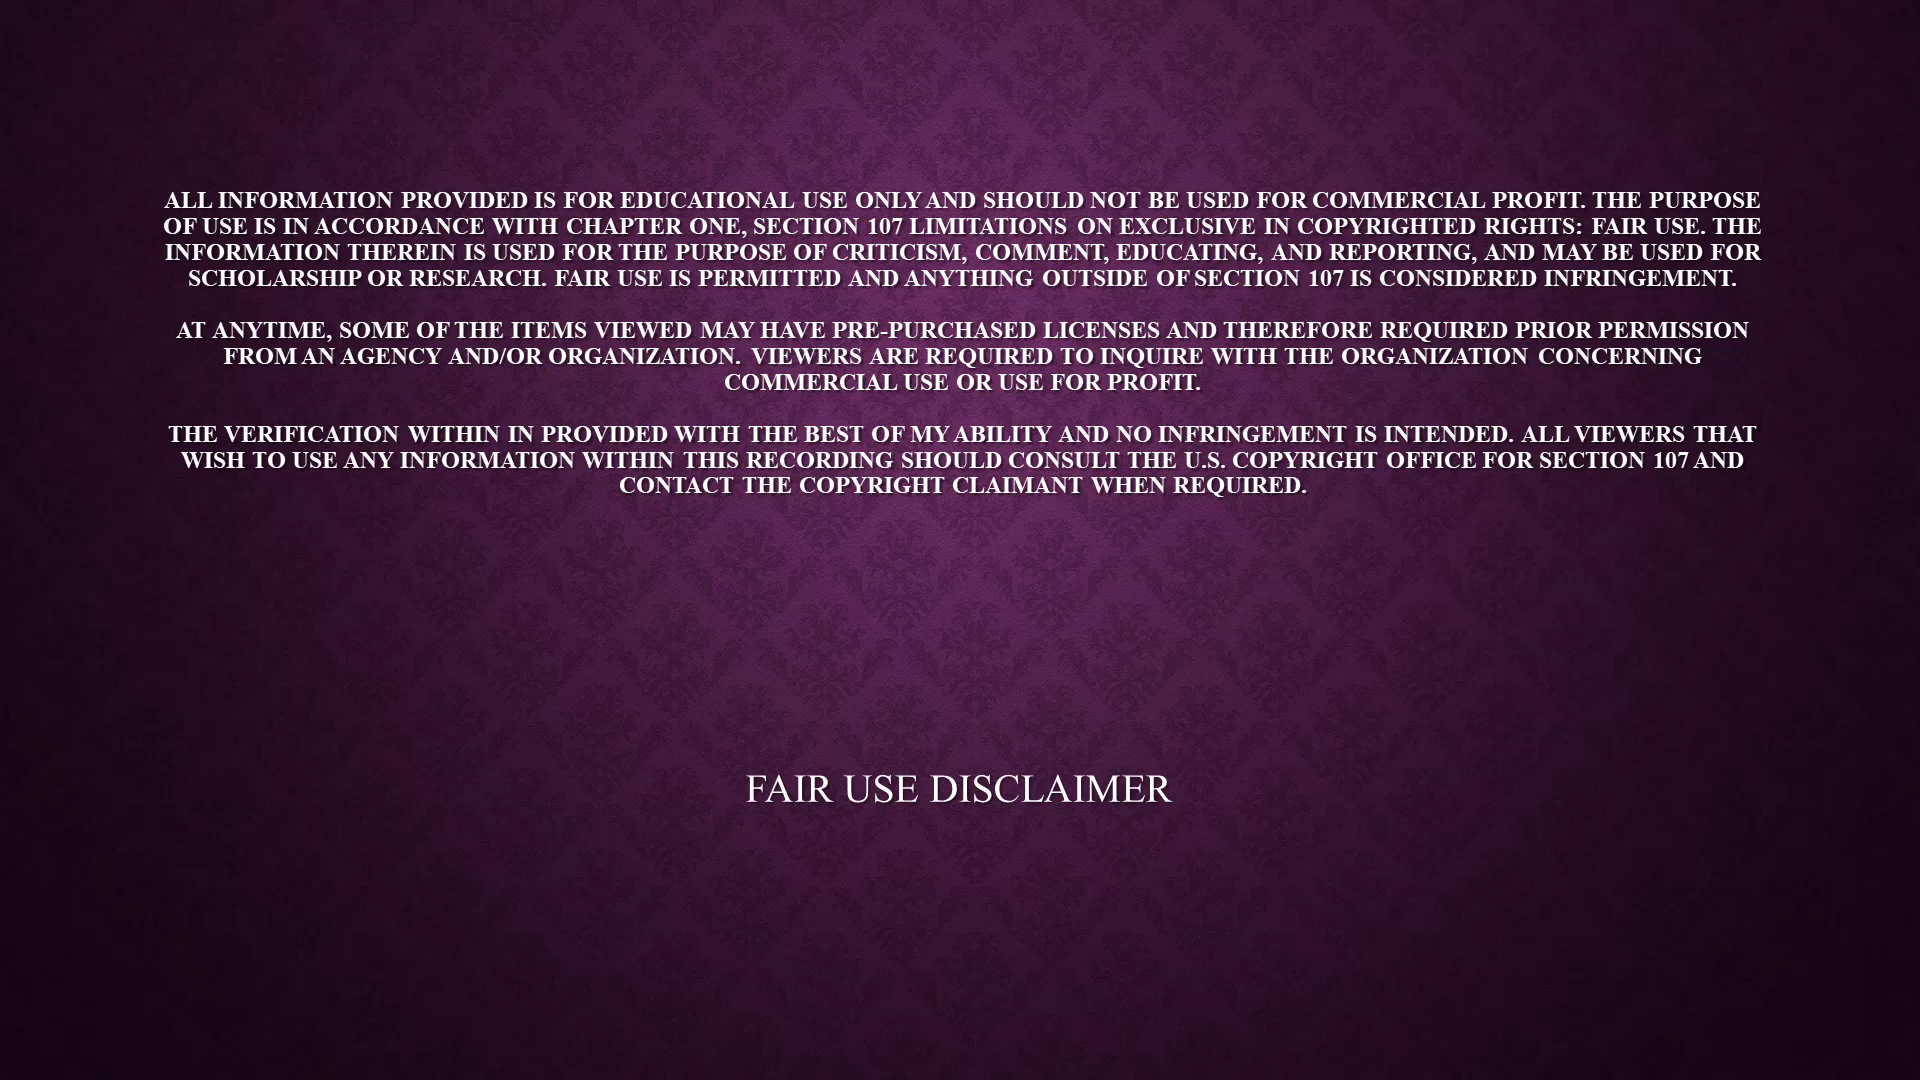 ALL INFORMATION PROVIDED IS FOR EDUCATIONAL USE ONLY AND SHOULD NOT BE USED FOR COMMERCIAL PROFIT. THE PURPOSE
OF USE IS IN ACCORDANCE WITH CHAPTER ONE, SECTION 107 LIMITATIONS ON EXCLUSIVE IN COPYRIGHTED RIGHTS: FAIR USE. THE
INFORMATION THEREIN IS USED FOR THE PURPOSE OF CRITICISM, COMMENT, EDUCATING, AND REPORTING, AND MAY BE USED FOR
SCHOLARSHIP OR RESEARCH. FAIR USE IS PERMITTED AND ANYTHING OUTSIDE OF SECTION 107 IS CONSIDERED INFRINGEMENT.
AT ANYTIME, SOME OF THE ITEMS VIEWED MAY HAVE PRE-PURCHASED LICENSES AND THEREFORE REQUIRED PRIOR PERMISSION
FROM AN AGENCY AND/OR ORGANIZATION. VIEWERS ARE REQUIRED TO INQUIRE WITH THE ORGANIZATION CONCERNING
COMMERCIAL USE OR USE FOR PROFIT.
THE VERIFICATION WITHIN IN PROVIDED WITH THE BEST OF MY ABILITY AND NO INFRINGEMENT IS INTENDED. ALL VIEWERS THAT
WISH TO USE ANY INFORMATION WITHIN THIS RECORDING SHOULD CONSULT THE U.S. COPYRIGHT OFFICE FOR SECTION 107 AND
CONTACT THE COPYRIGHT CLAIMANT WHEN REQUIRED.
FAIR USE DISCLAIMER